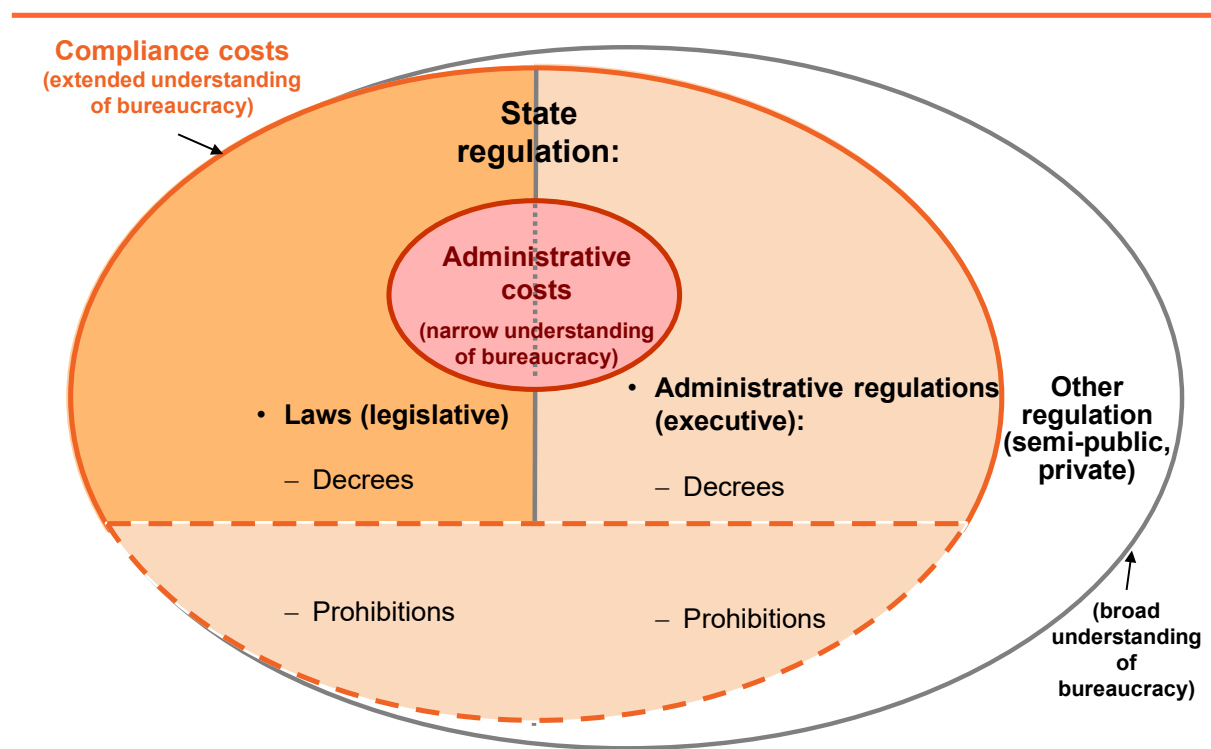 Compliance costs
(extended understanding
of bureaucracy)
State
regulation:
Administrative
costs
(narrow understanding
of bureaucracy)
• Laws (legislative)
– Decrees
– Prohibitions
• Administrative regulations
(executive):
– Decrees
– Prohibitions
Other
regulation
(semi-public,
private)
(broad
understanding
of
bureaucracy)